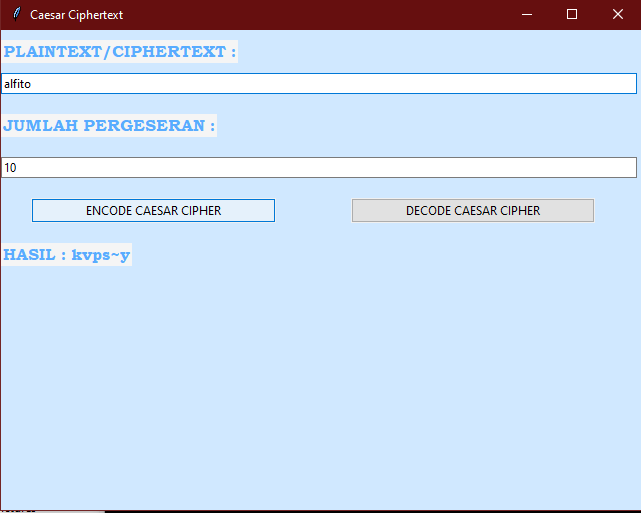 Caesar Ciphertext
PLAINTEXT/CIPHERTEXT :
alfito
JUMLAH PERGESERAN :
10
ENCODE CAESAR CIPHER DECODE CAESAR CIPHER
HASIL : kvps~y